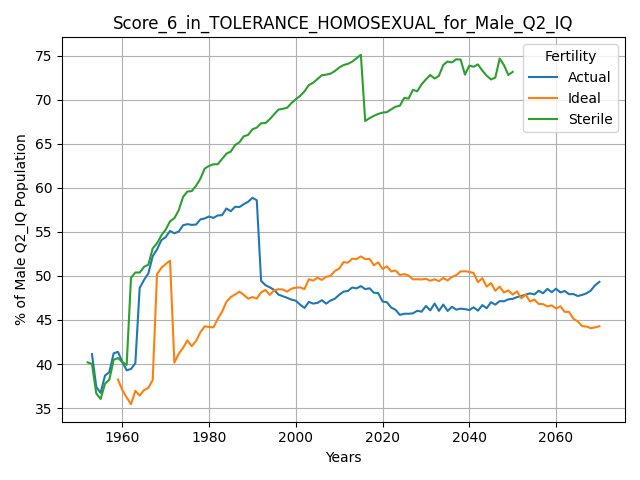 Score_6_in_TOLERANCE_HOMOSEXUAL_for_Male_Q2_IQ
% of Male Q2_IQ Population
75
70
65
60
55
50
45
40
35
Fertility
Actual
Ideal
Sterile
1960
1980
2000
2020
2040
2060
Years